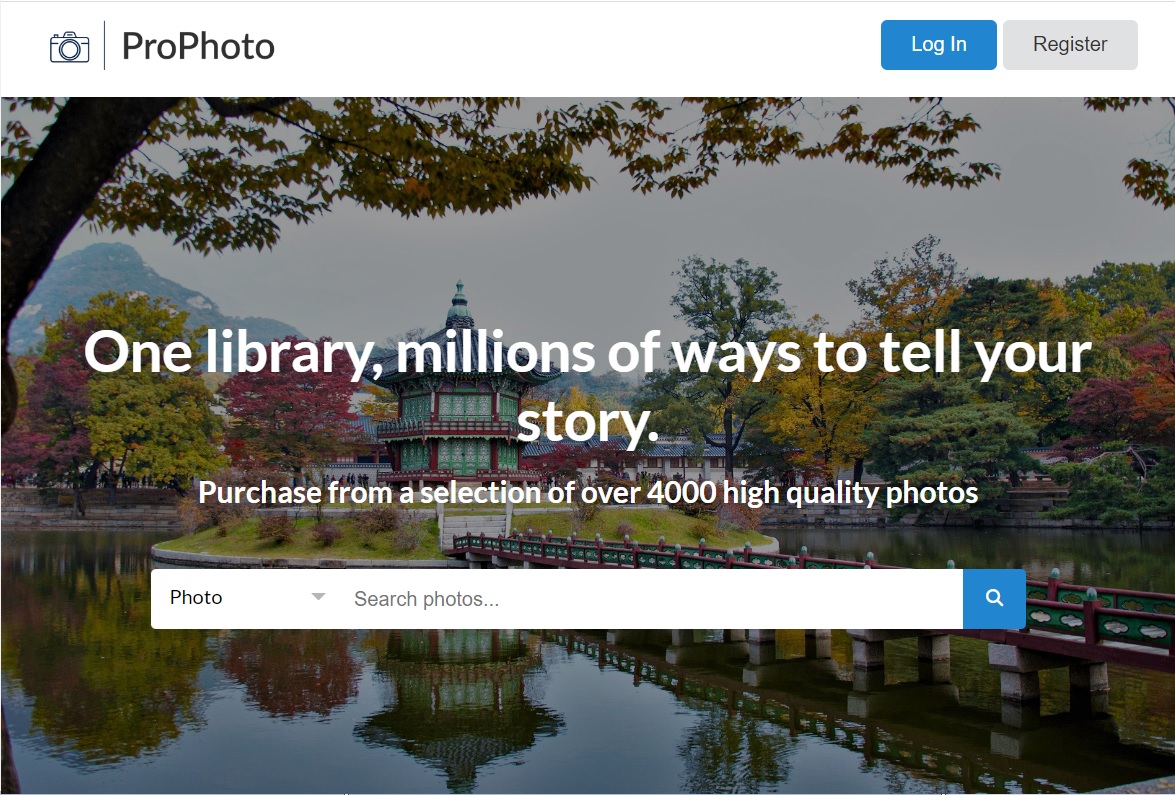 ProPhoto
Log In
Register
One library, millions of ways to tell your
story.
Purchase from a selection of over 4000 high quality photos
Photo
Search photos...